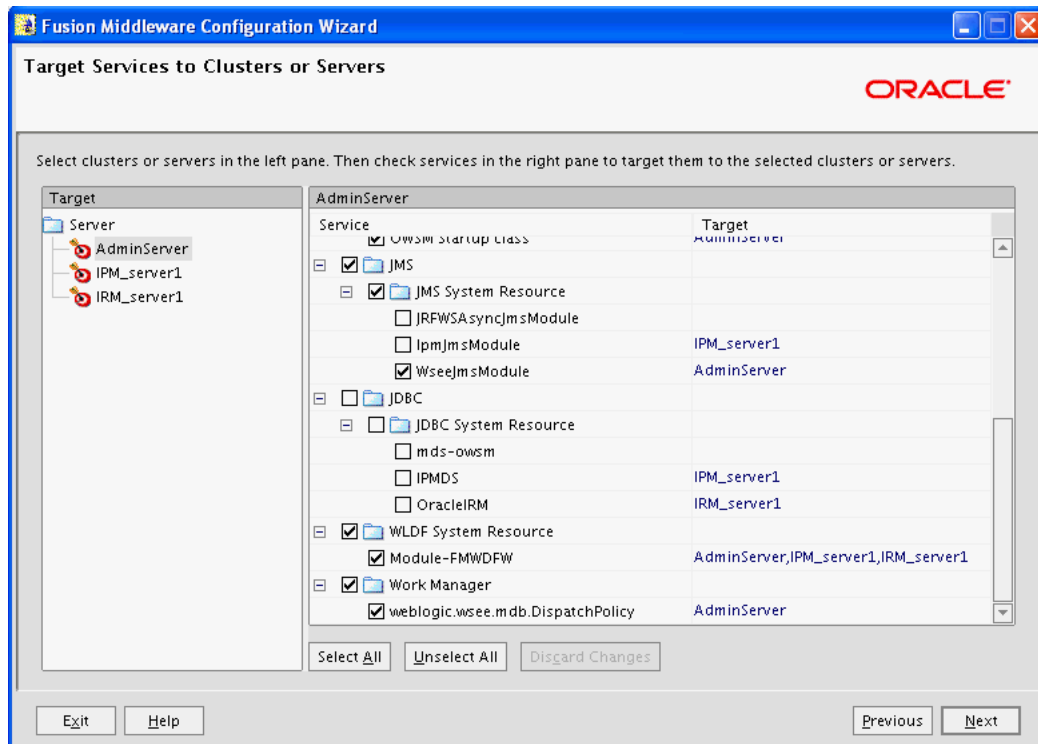 Fusion Middleware Configuration Wizard
Target Services to Clusters or Servers
ORACLE
Select clusters or servers in the left pane. Then check services in the right pane to target them to the selected clusters or servers.
Target
Server
AdminServer
IPM_server1
IRM_server1
AdminServer
Service Target
OWSM Startup Class AdminServer
JMS
JMS System Resource
JRFWSAsyncJmsModule
IpmJmsModule IPM_server1
WseeJmsModule AdminServer
JDBC
JDBC System Resource
mds-owsm
IPMDS IPM_server1
OracleIRM IRM_server1
WLDF System Resource
Module-FMWDFW AdminServer,IPM_server1,IRM_server1
Work Manager
weblogic.wsee.mdb.DispatchPolicy AdminServer
Select All Unselect All Discard Changes
Exit Help Previous Next